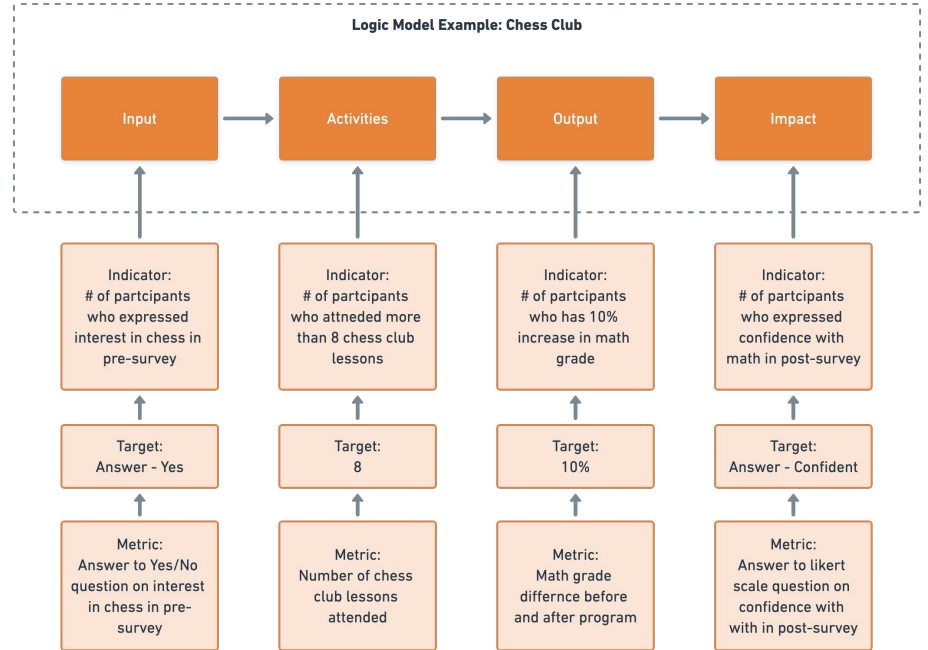 Logic Model Example: Chess Club
Input
Activities
Output
Impact
Indicator:
# of partcipants
who expressed
interest in chess in
pre-survey
Indicator:
# of partcipants
who attneded more
than 8 chess club
lessons
Indicator:
# of partcipants
who has 10%
increase in math
grade
Indicator:
# of partcipants
who expressed
confidence with
math in post-survey
Target:
Answer - Yes
Target:
8
Target:
10%
Target:
Answer - Confident
Metric:
Answer to Yes/No
question on interest
in chess in pre-
survey
Metric:
Number of chess
club lessons
attended
Metric:
Math grade
differnce before
and after program
Metric:
Answer to likert
scale question on
confidence with
with in post-survey